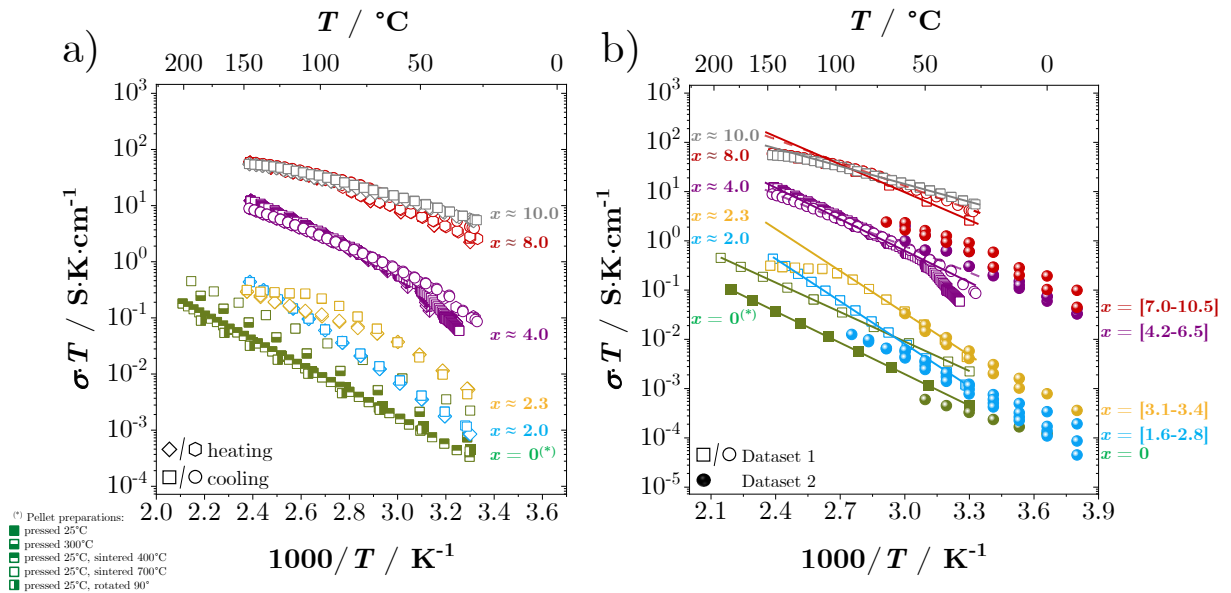 a)
T / °C
200 150 100 50 0
σ·T / S·K·cm⁻¹
10³
10²
10¹
10⁰
10⁻¹
10⁻²
10⁻³
10⁻⁴
x ≈ 10.0
x ≈ 8.0
x ≈ 4.0
x ≈ 2.3
x ≈ 2.0
x = 0(*)
◇/⬡ heating
□/○ cooling
2.0 2.2 2.4 2.6 2.8 3.0 3.2 3.4 3.6
1000/T / K⁻¹
(*) Pellet preparations:
pressed 25°C
pressed 300°C
pressed 25°C, sintered 400°C
pressed 25°C, sintered 700°C
pressed 25°C, rotated 90°
b)
T / °C
200 150 100 50 0
σ·T / S·K·cm⁻¹
10³
10²
10¹
10⁰
10⁻¹
10⁻²
10⁻³
10⁻⁴
10⁻⁵
x ≈ 10.0
x ≈ 8.0
x ≈ 4.0
x ≈ 2.3
x ≈ 2.0
x = 0(*)
x = [7.0-10.5]
x = [4.2-6.5]
x = [3.1-3.4]
x = [1.6-2.8]
x = 0
□/○ Dataset 1
Dataset 2
2.1 2.4 2.7 3.0 3.3 3.6 3.9
1000/T / K⁻¹